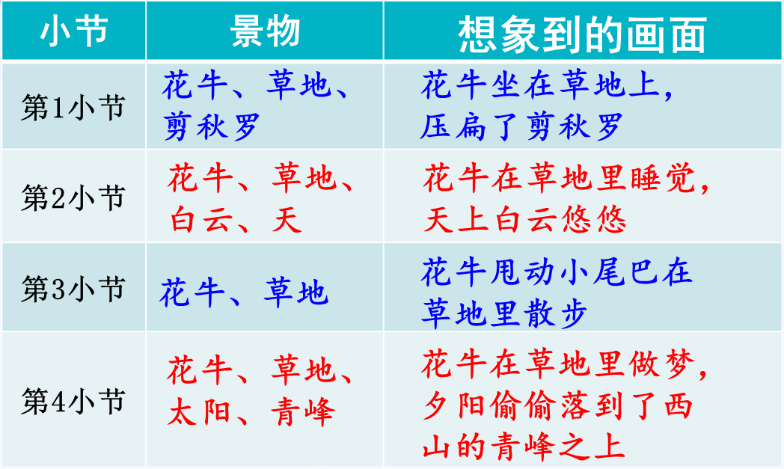 小节 景物 想象到的画面
第1小节
花牛、草地、
剪秋罗
花牛坐在草地上，
压扁了剪秋罗
第2小节
花牛、草地、
白云、天
花牛在草地里睡觉，
天上白云悠悠
第3小节
花牛、草地
花牛甩动小尾巴在
草地里散步
第4小节
花牛、草地、
太阳、青峰
花牛在草地里做梦，
夕阳偷偷落到了西
山的青峰之上